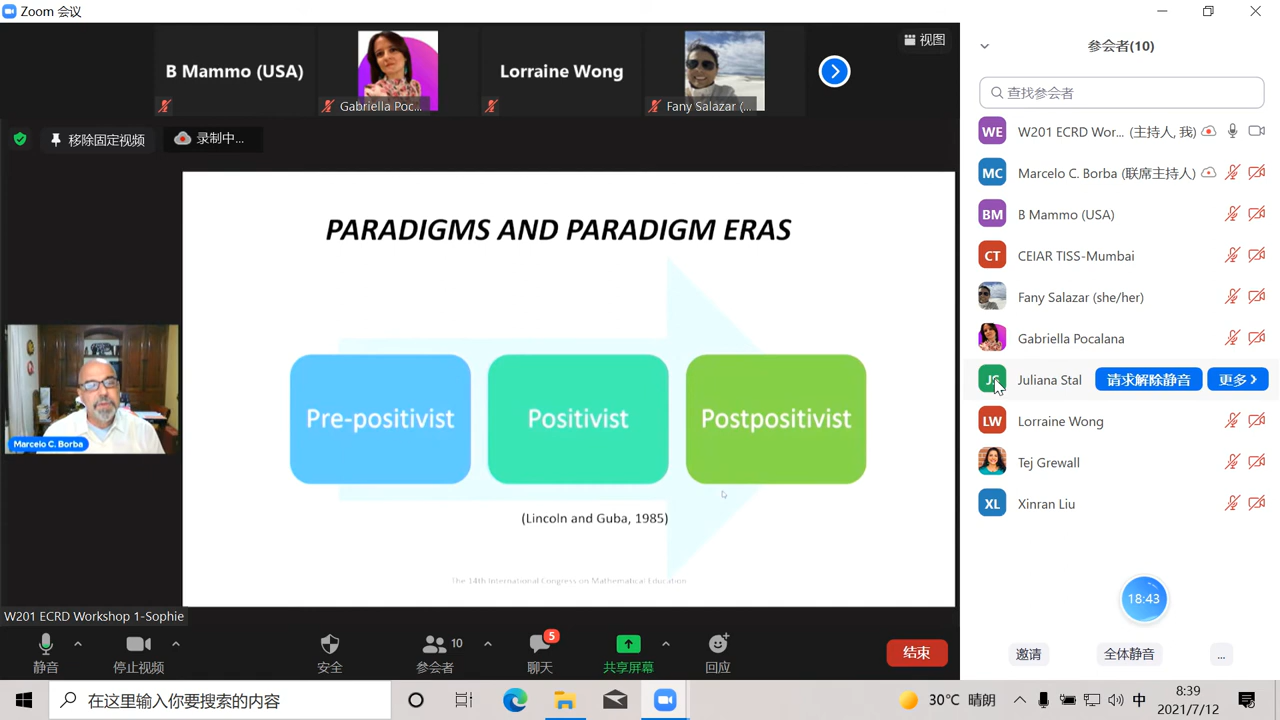 Zoom 会议
B Mammo (USA)
Gabriella Poc...
Lorraine Wong
Fany Salazar (...
视图
移除固定视频
录制中...
PARADIGMS AND PARADIGM ERAS
Pre-positivist
Positivist
Postpositivist
(Lincoln and Guba, 1985)
The 14th International Congress on Mathematical Education
Marcelo C. Borba
W201 ECRD Workshop 1-Sophie
静音
停止视频
安全
10
参会者
5
聊天
共享屏幕
回应
结束
参会者(10)
查找参会者
WE W201 ECRD Wor... (主持人, 我)
MC Marcelo C. Borba (联席主持人)
BM B Mammo (USA)
CT CEIAR TISS-Mumbai
Fany Salazar (she/her)
Gabriella Pocalana
JS Juliana Stal 请求解除静音 更多
LW Lorraine Wong
Tej Grewall
XL Xinran Liu
18:43
邀请 全体静音 ...
在这里输入你要搜索的内容
30°C 晴朗
中
8:39
2021/7/12